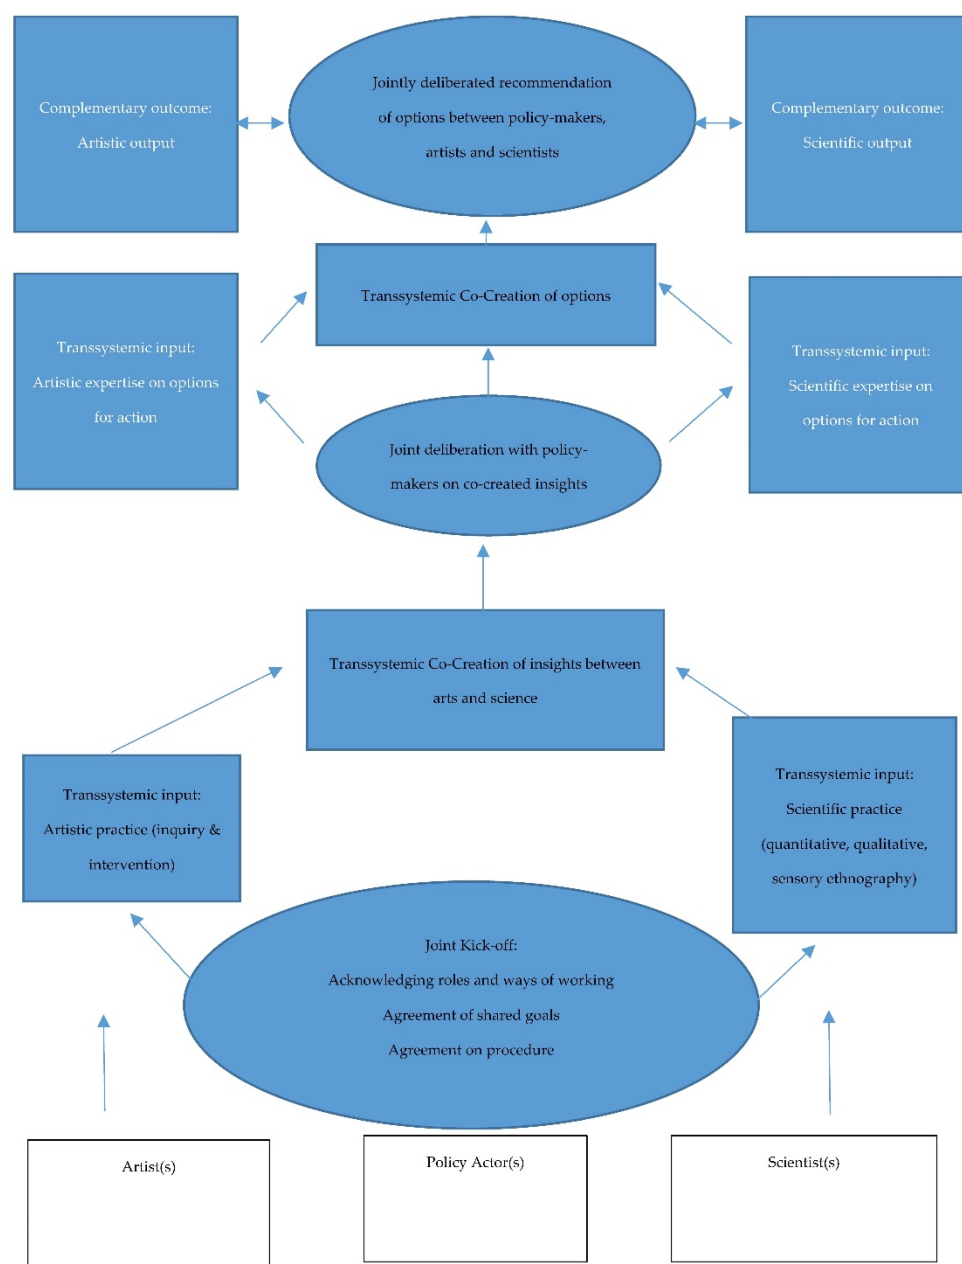 Jointly deliberated recommendation
of options between policy-makers,
artists and scientists
Complementary outcome:
Artistic output
Complementary outcome:
Scientific output
Transsystemic Co-Creation of options
Transsystemic input:
Artistic expertise on options
for action
Transsystemic input:
Scientific expertise on
options for action
Joint deliberation with policy-
makers on co-created insights
Transsystemic Co-Creation of insights between
arts and science
Transsystemic input:
Artistic practice (inquiry &
intervention)
Transsystemic input:
Scientific practice
(quantitative, qualitative,
sensory ethnography)
Joint Kick-off:
Acknowledging roles and ways of working
Agreement of shared goals
Agreement on procedure
Artist(s)
Policy Actor(s)
Scientist(s)